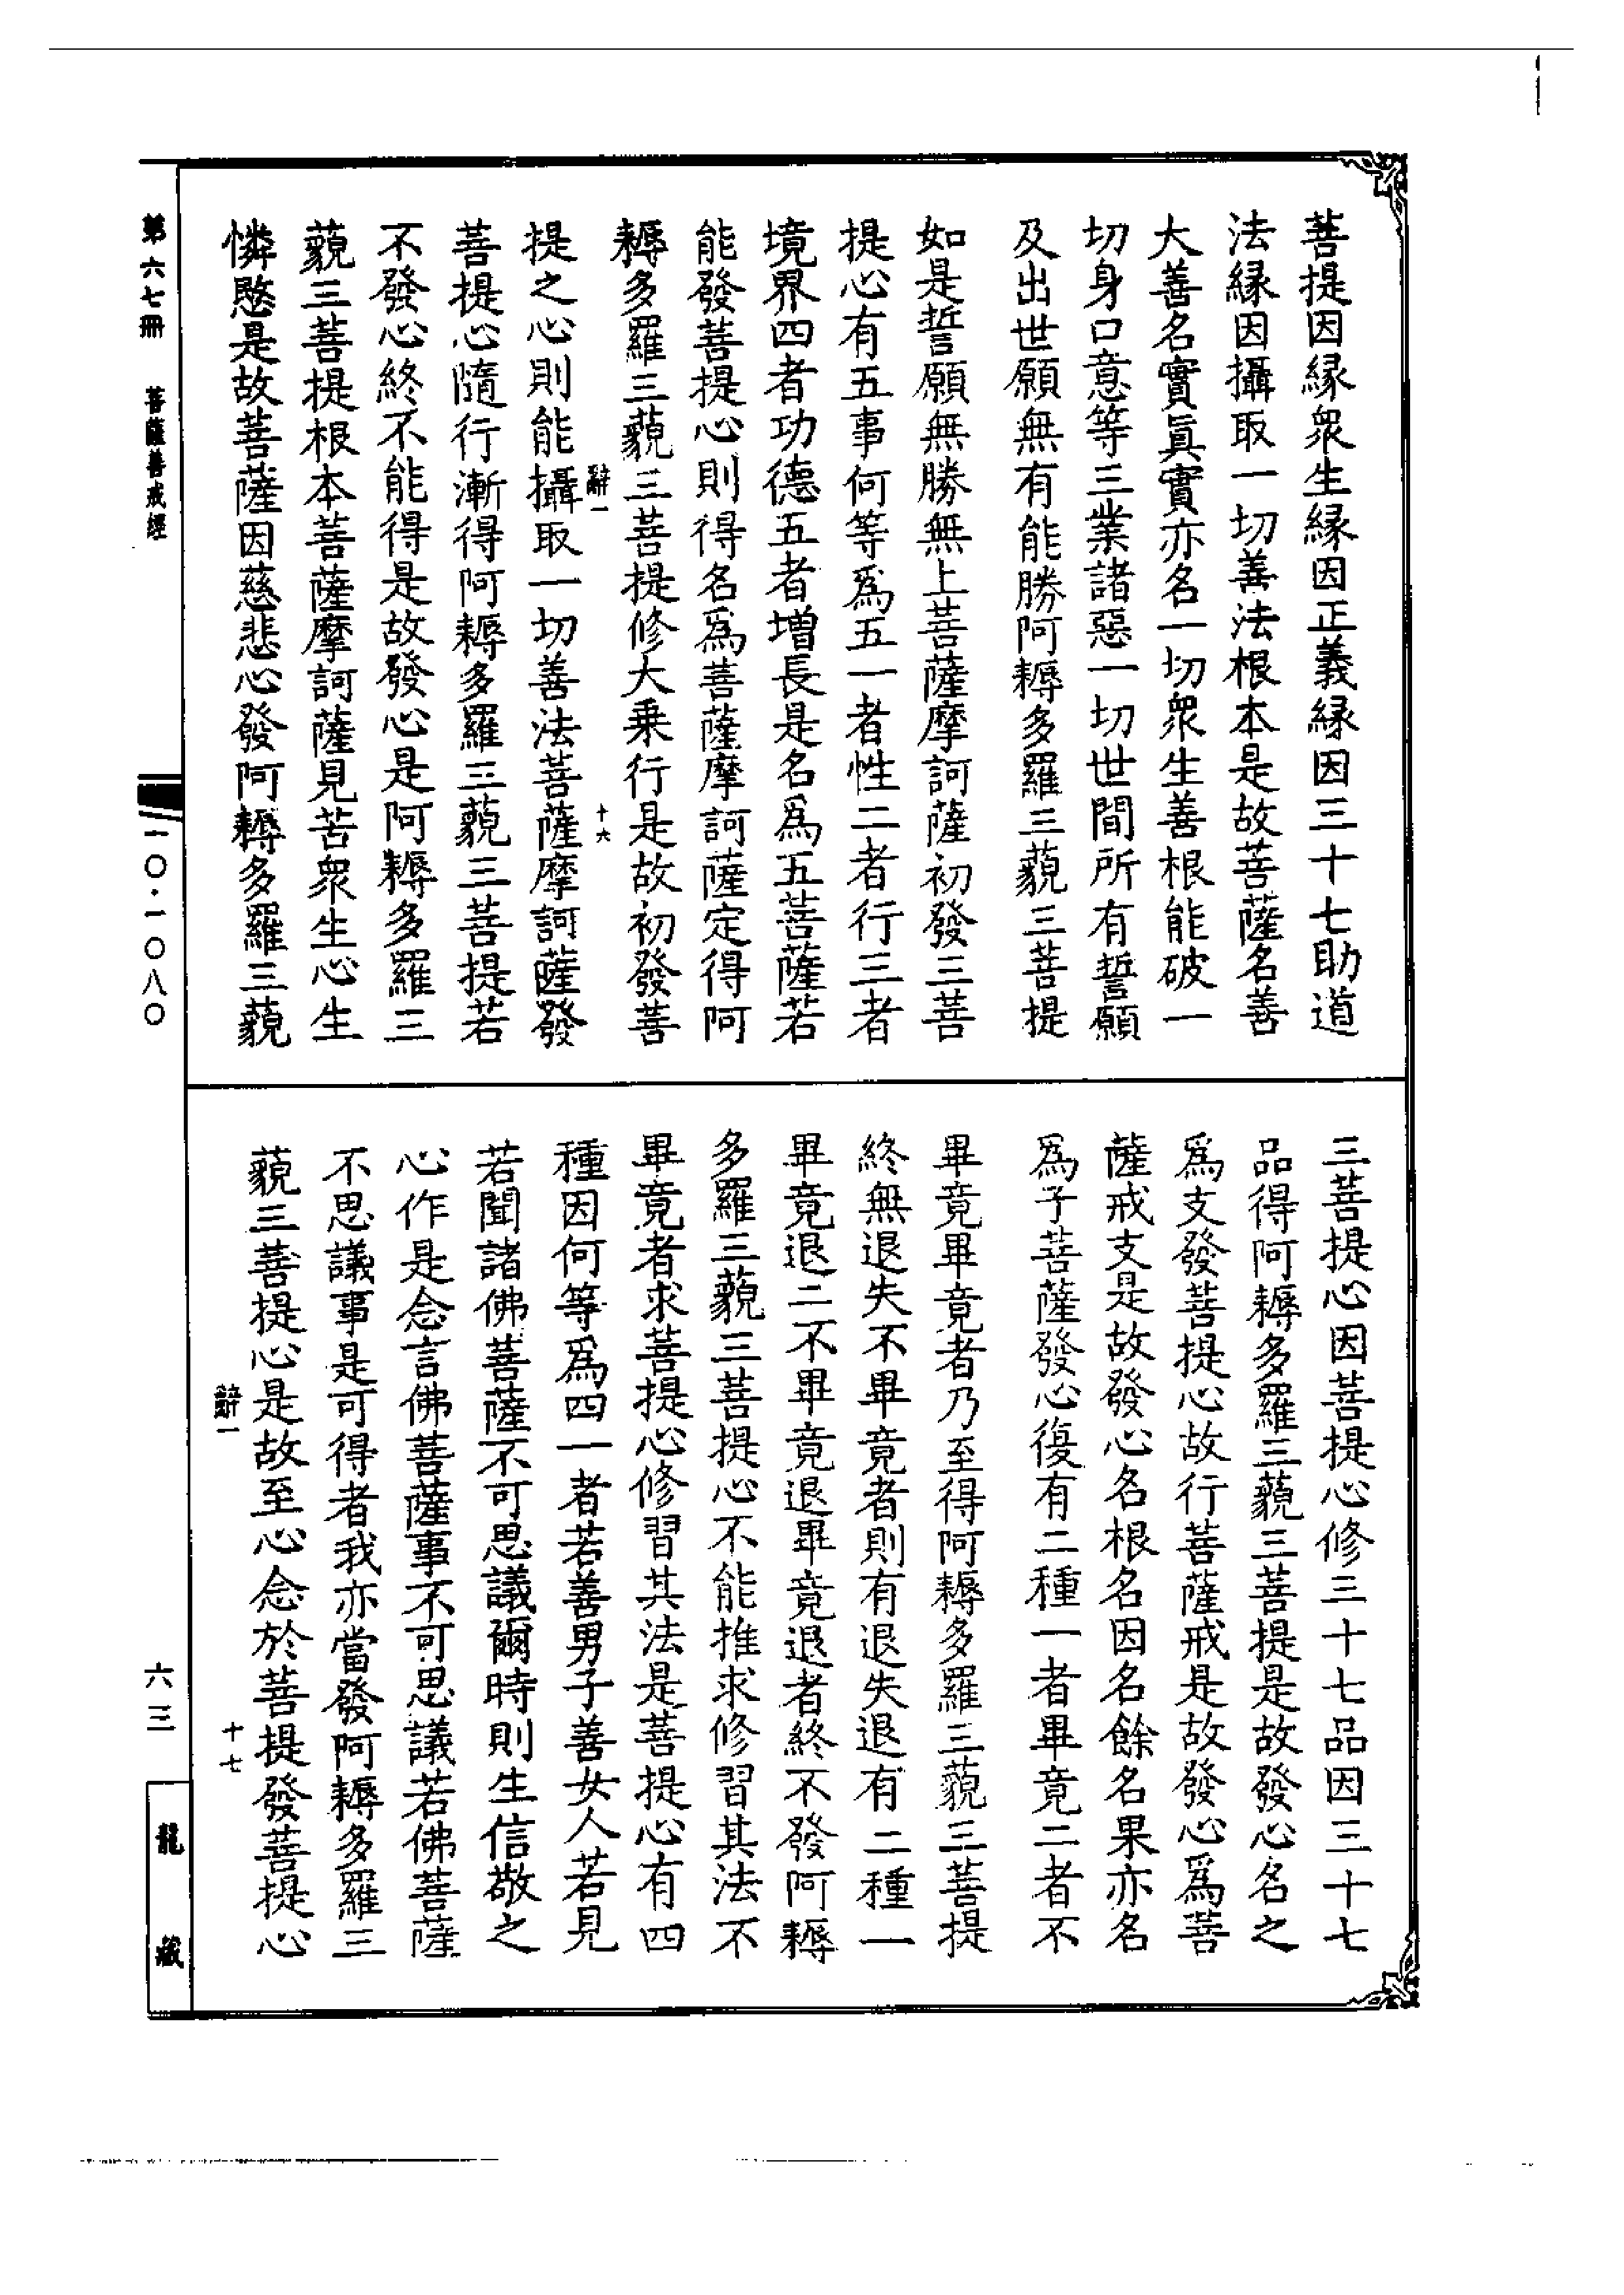 菩提因緣衆生緣因正義緣因三十七助道
法緣因攝取一切善法根本是故菩薩名善
大善名實眞實亦名一切衆生善根能破一
切身口意等三業諸惡一切世間所有誓願
及出世願無有能勝阿耨多羅三藐三菩提
如是誓願無勝無上菩薩摩訶薩初發三菩
提心有五事何等爲五一者性二者行三者
境界四者功德五者增長是名爲五菩薩若
能發菩提心則得名爲菩薩摩訶薩定得阿
耨多羅三藐三菩提修大乘行是故初發菩
辭一
十六
提之心則能攝取一切善法菩薩摩訶薩發
菩提心隨行漸得阿耨多羅三藐三菩提若
不發心終不能得是故發心是阿耨多羅三
藐三菩提根本菩薩摩訶薩見苦衆生心生
憐愍是故菩薩因慈悲心發阿耨多羅三藐
三菩提心因菩提心修三十七品因三十七
品得阿耨多羅三藐三菩提是故發心名之
爲支發菩提心故行菩薩戒是故發心爲菩
薩戒支是故發心名根名因名餘名果亦名
爲子菩薩發心復有二種一者畢竟二者不
畢竟畢竟者乃至得阿耨多羅三藐三菩提
終無退失不畢竟者則有退失退有二種一
畢竟退二不畢竟退畢竟退者終不發阿耨
多羅三藐三菩提心不能推求修習其法不
畢竟者求菩提心修習其法是菩提心有四
種因何等爲四一者若善男子善女人若見
若聞諸佛菩薩不可思議爾時則生信敬之
心作是念言佛菩薩事不可思議若佛菩薩
不思議事是可得者我亦當發阿耨多羅三
藐三菩提心是故至心念於菩提發菩提心
辭一
十七
第六七冊 菩薩善戒經
一〇·一〇八〇
六三
龍藏